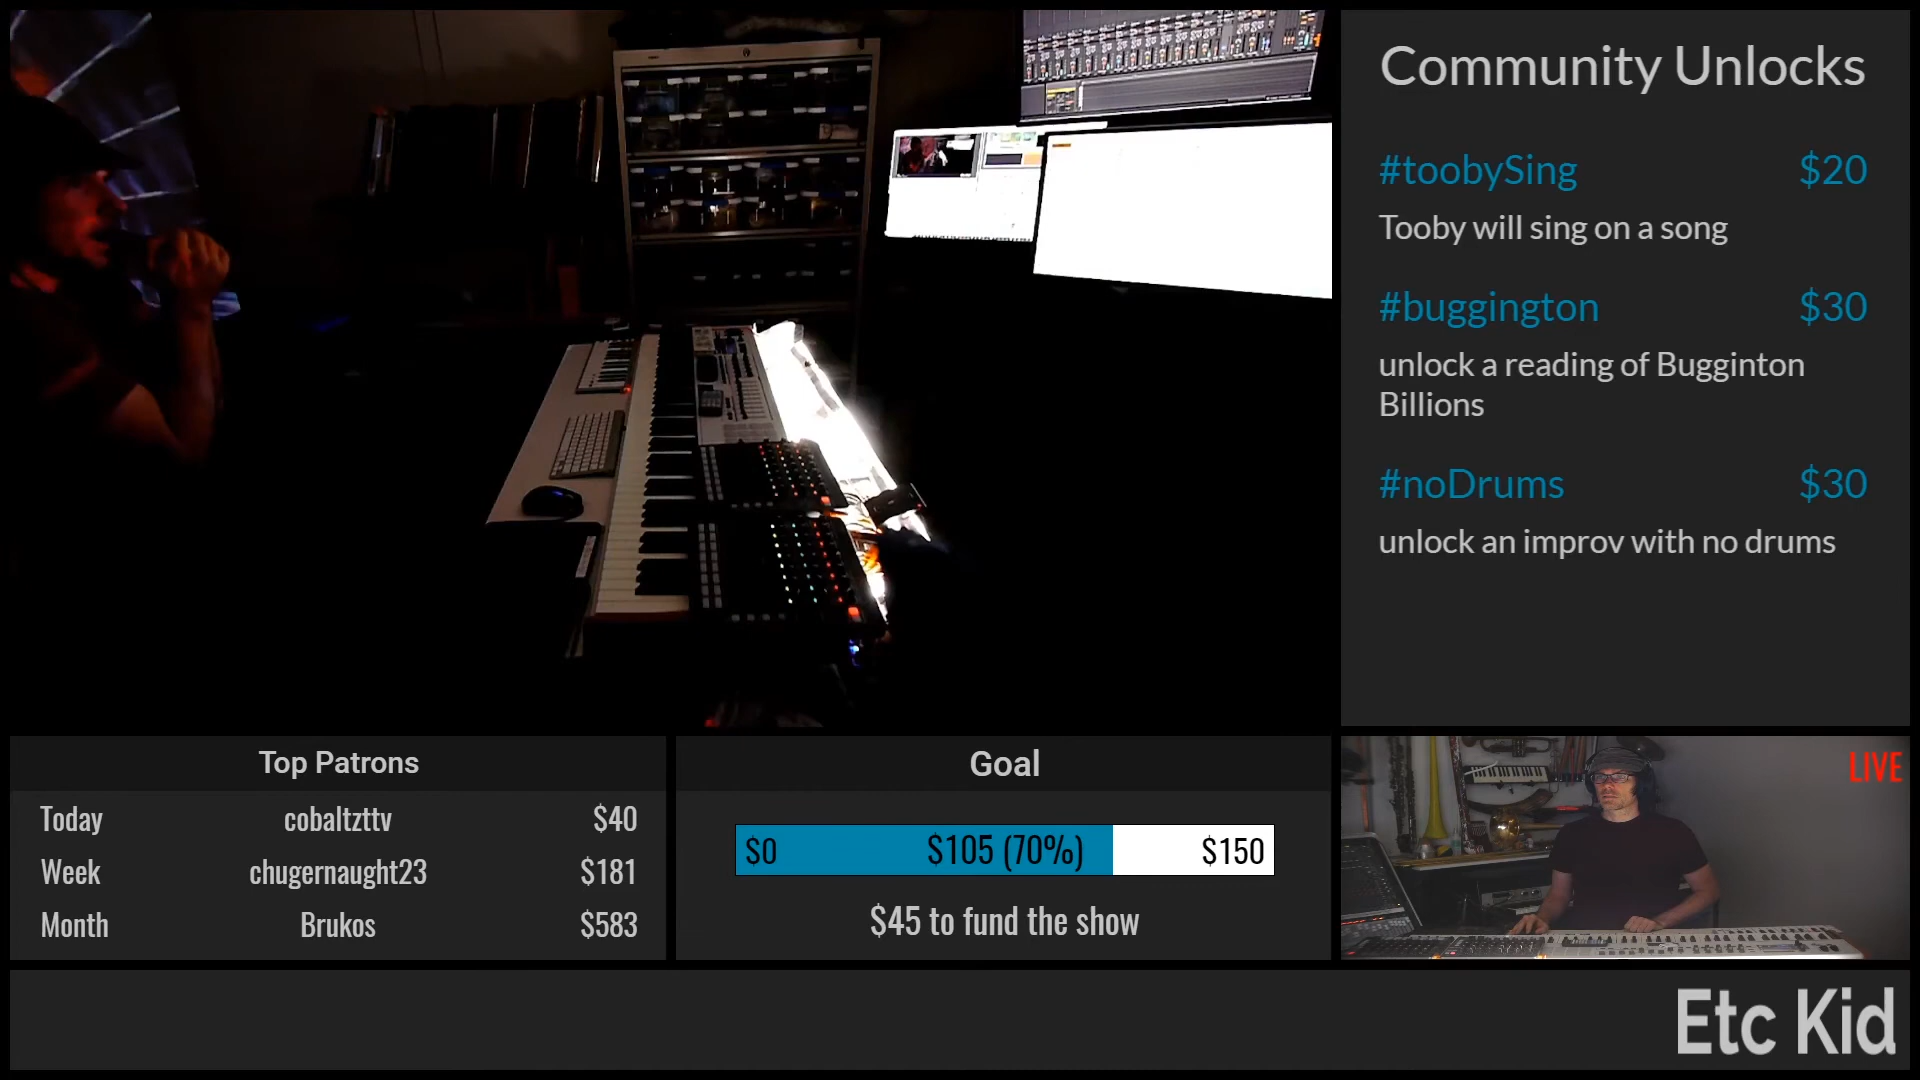 Community Unlocks
#toobySing $20
Tooby will sing on a song
#buggington $30
unlock a reading of Bugginton
Billions
#noDrums $30
unlock an improv with no drums
Top Patrons
Today cobaltzttv $40
Week chugernaught23 $181
Month Brukos $583
Goal
$0 $105 (70%) $150
$45 to fund the show
LIVE
Etc Kid